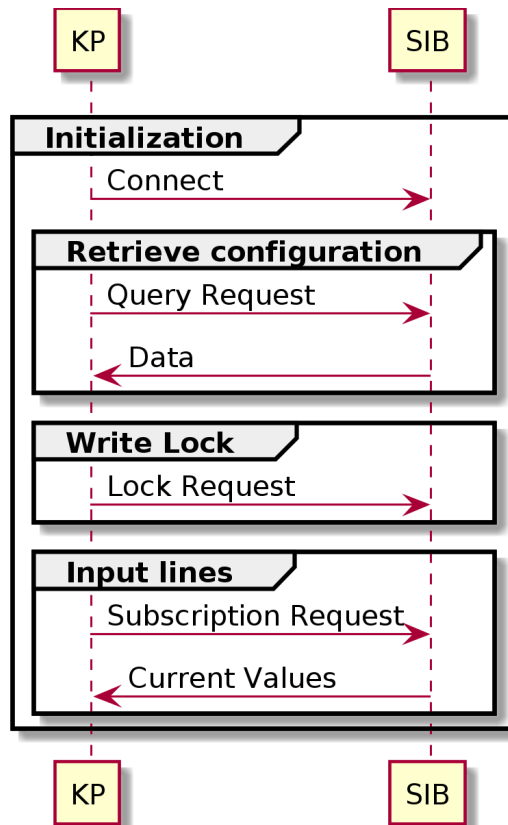 KP
SIB
Initialization
Connect
Retrieve configuration
Query Request
Data
Write Lock
Lock Request
Input lines
Subscription Request
Current Values
KP
SIB